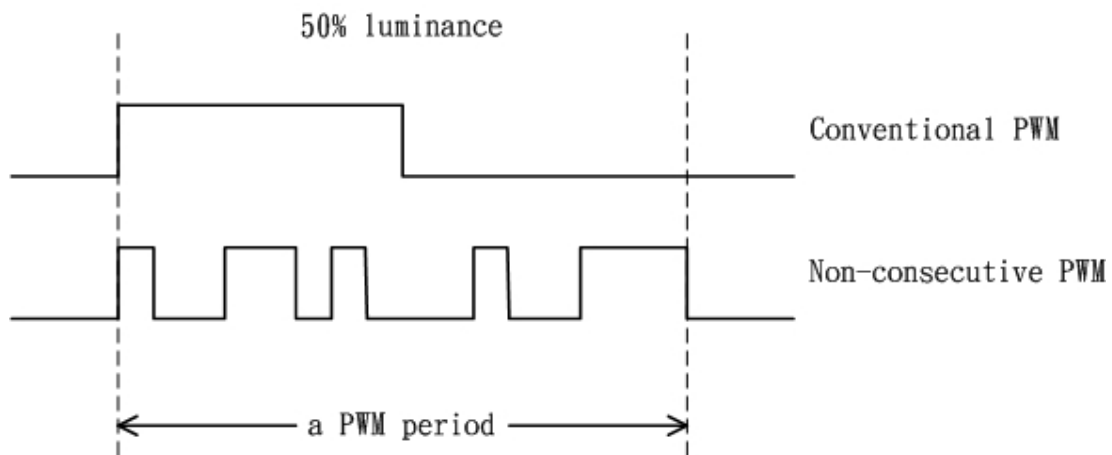 50% luminance
Conventional PWM
Non-consecutive PWM
a PWM period